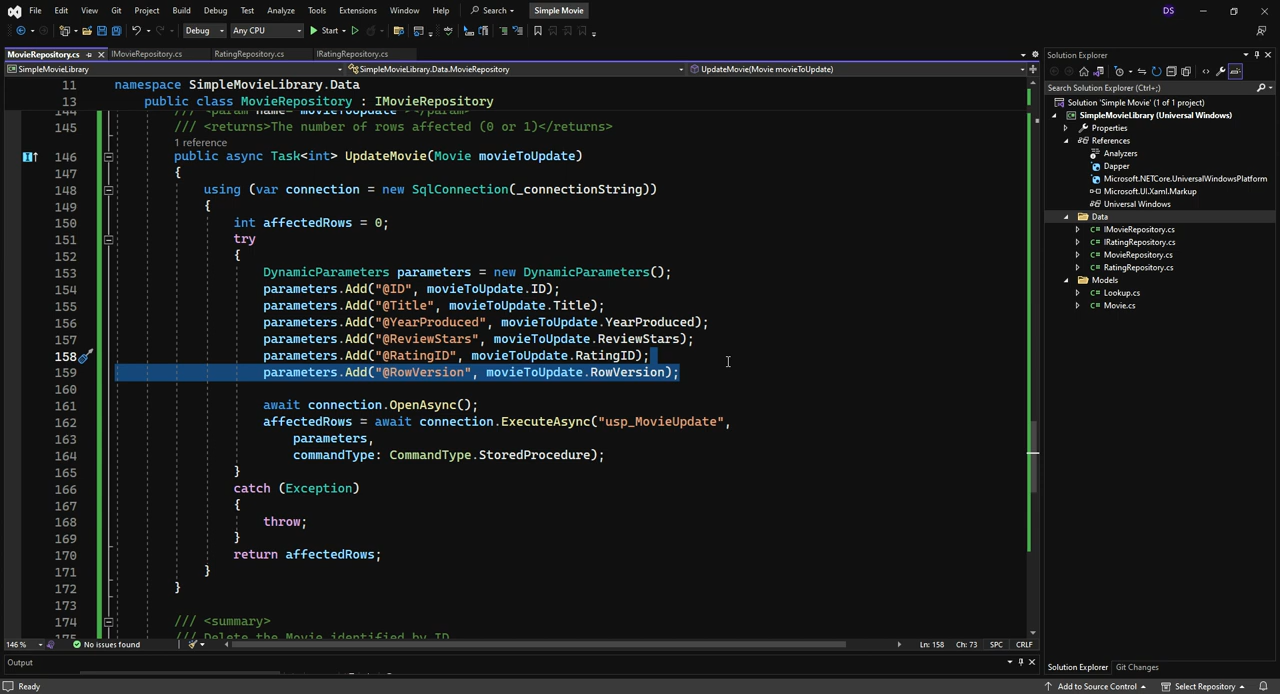 File Edit View Git Project Build Debug Test Analyze Tools Extensions Window Help Search Simple Movie DS
Debug Any CPU Start
MovieRepository.cs IMovieRepository.cs RatingRepository.cs IRatingRepository.cs
SimpleMovieLibrary SimpleMovieLibrary.Data.MovieRepository UpdateMovie(Movie movieToUpdate)
11 namespace SimpleMovieLibrary.Data
13 public class MovieRepository : IMovieRepository
/// <param name="movieToUpdate"></param>
145 /// <returns>The number of rows affected (0 or 1)</returns>
1 reference
146 public async Task<int> UpdateMovie(Movie movieToUpdate)
147 {
148 using (var connection = new SqlConnection(_connectionString))
149 {
150 int affectedRows = 0;
151 try
152 {
153 DynamicParameters parameters = new DynamicParameters();
154 parameters.Add("@ID", movieToUpdate.ID);
155 parameters.Add("@Title", movieToUpdate.Title);
156 parameters.Add("@YearProduced", movieToUpdate.YearProduced);
157 parameters.Add("@ReviewStars", movieToUpdate.ReviewStars);
158 parameters.Add("@RatingID", movieToUpdate.RatingID);
159 parameters.Add("@RowVersion", movieToUpdate.RowVersion);
160
161 await connection.OpenAsync();
162 affectedRows = await connection.ExecuteAsync("usp_MovieUpdate",
163 parameters,
164 commandType: CommandType.StoredProcedure);
165 }
166 catch (Exception)
167 {
168 throw;
169 }
170 return affectedRows;
171 }
172 }
173
174 /// <summary>
175 /// Delete the Movie identified by ID
146 % No issues found Ln: 158 Ch: 73 SPC CRLF
Output
Solution Explorer
Search Solution Explorer (Ctrl+;)
Solution 'Simple Movie' (1 of 1 project)
SimpleMovieLibrary (Universal Windows)
Properties
References
Analyzers
Dapper
Microsoft.NETCore.UniversalWindowsPlatform
Microsoft.UI.Xaml.Markup
Universal Windows
Data
C# IMovieRepository.cs
C# IRatingRepository.cs
C# MovieRepository.cs
C# RatingRepository.cs
Models
C# Lookup.cs
C# Movie.cs
Solution Explorer Git Changes
Ready Add to Source Control Select Repository